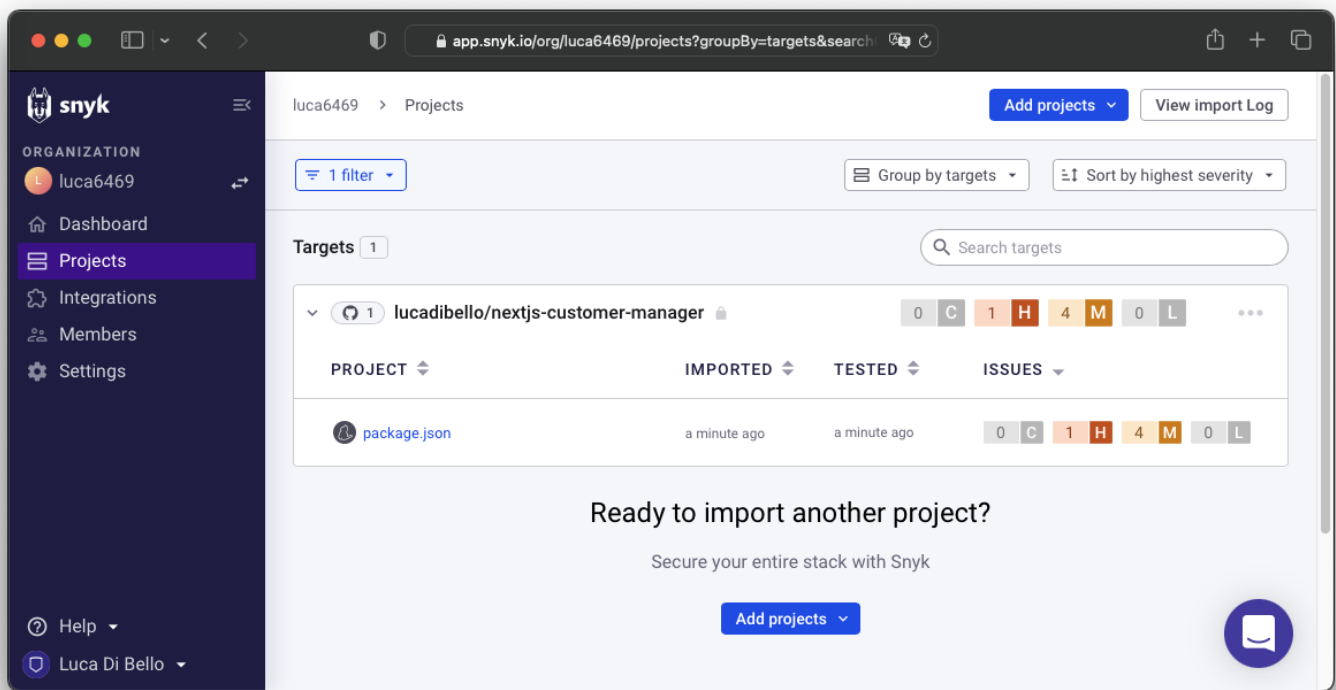 app.snyk.io/org/luca6469/projects?groupBy=targets&search
snyk
ORGANIZATION
L
luca6469
Dashboard
Projects
Integrations
Members
Settings
Help
Luca Di Bello
luca6469 > Projects
Add projects
View import Log
1 filter
Group by targets
Sort by highest severity
Targets 1
Search targets
1 lucadibello/nextjs-customer-manager 0 C 1 H 4 M 0 L
PROJECT IMPORTED TESTED ISSUES
package.json a minute ago a minute ago 0 C 1 H 4 M 0 L
Ready to import another project?
Secure your entire stack with Snyk
Add projects